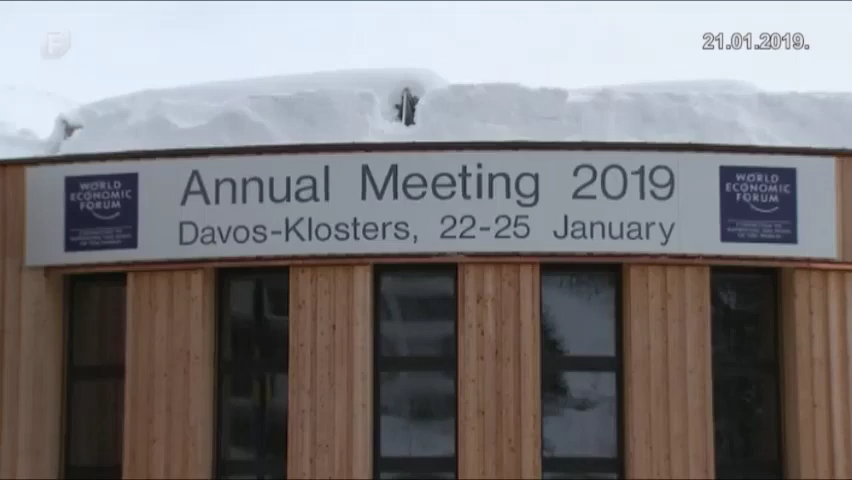 21.01.2019.
Annual Meeting 2019
Davos-Klosters, 22-25 January
WORLD
ECONOMIC
FORUM
WORLD
ECONOMIC
FORUM